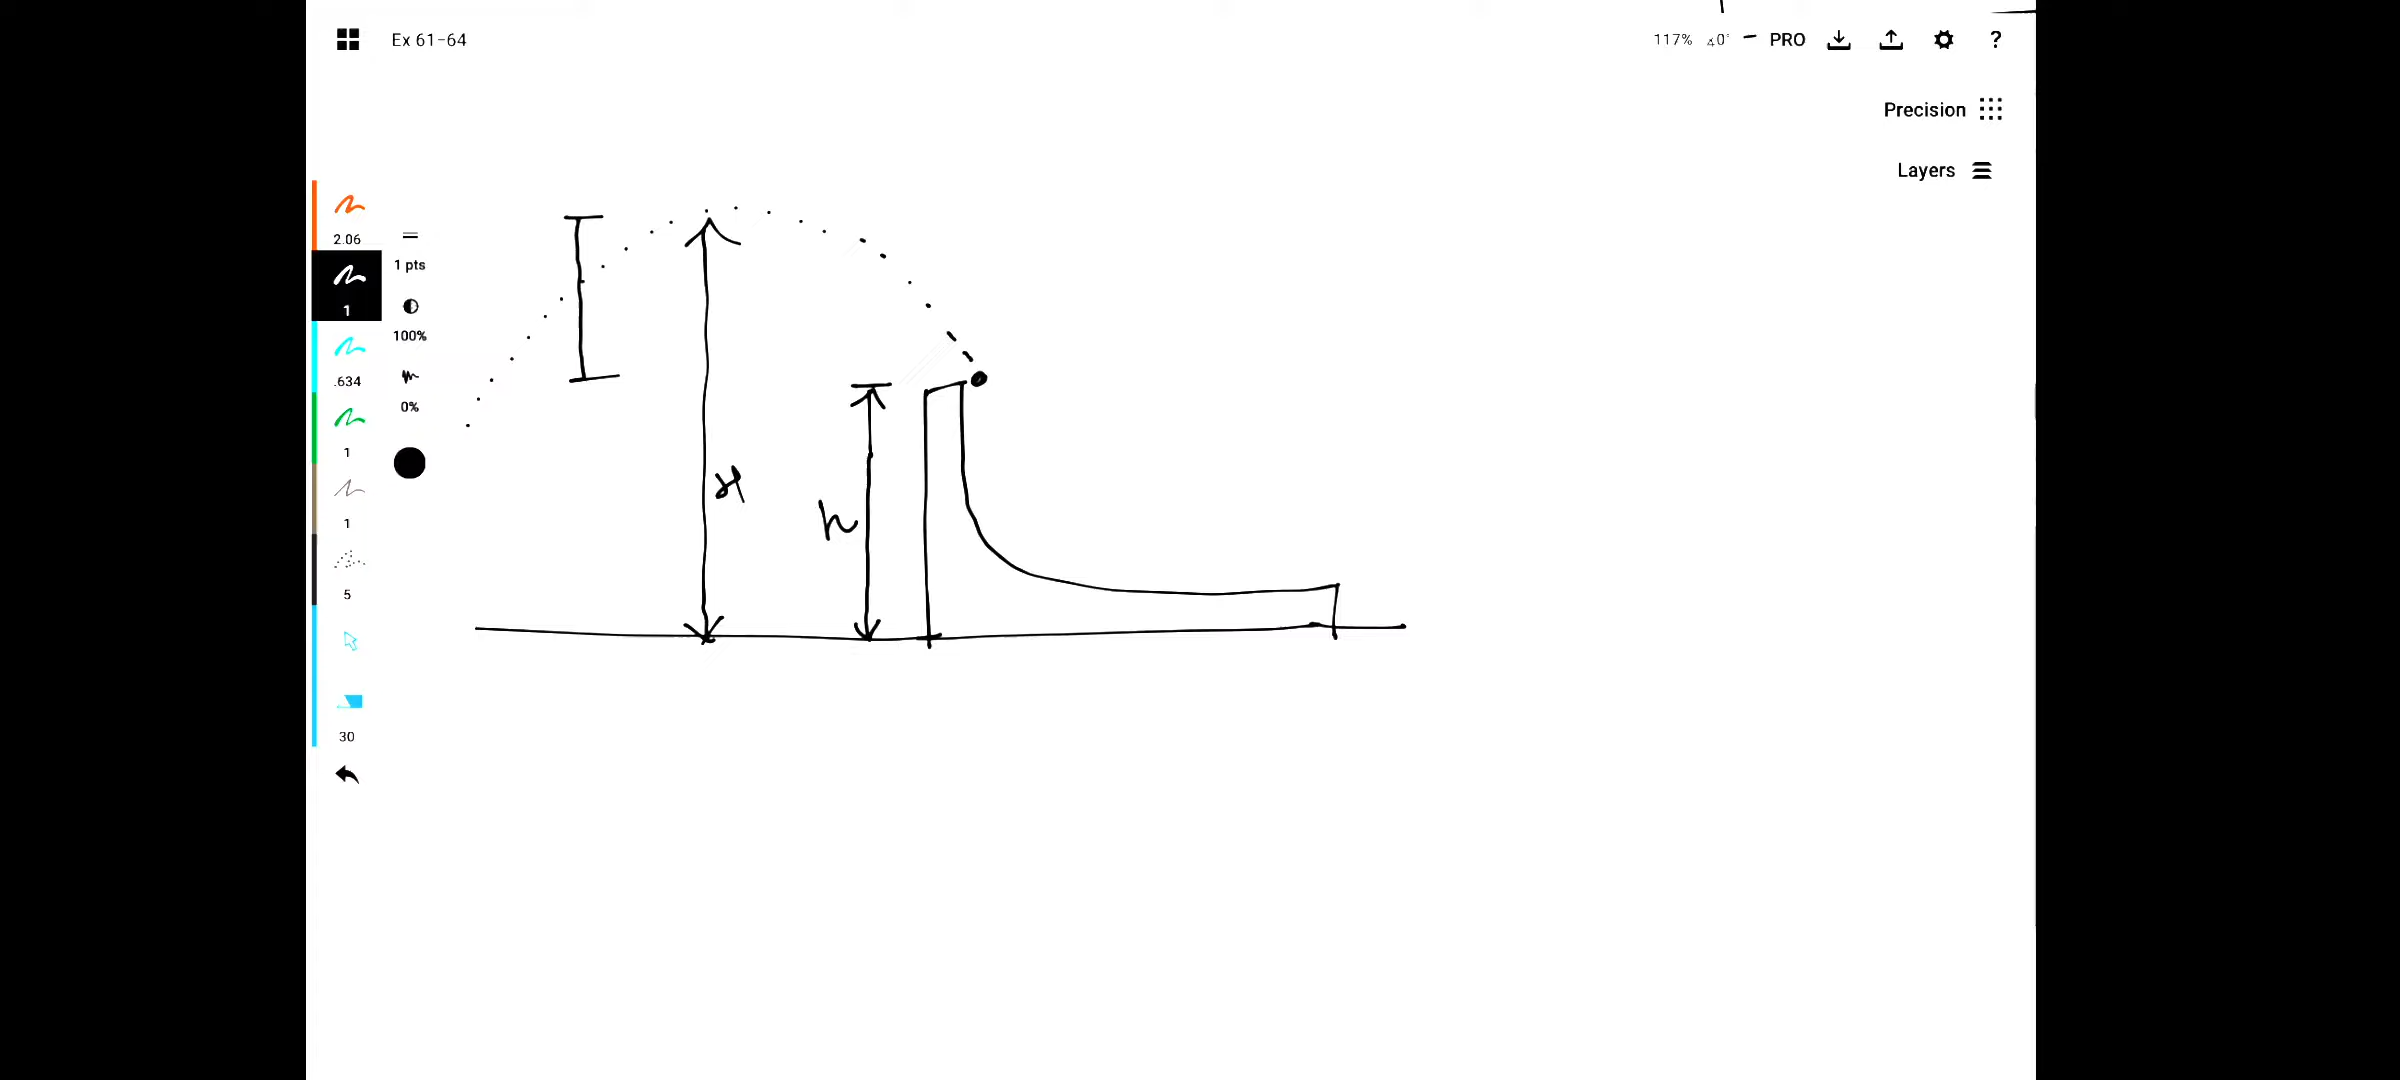 Ex 61-64
117% ∡0° PRO ?
Precision
Layers
2.06
1 pts
1
100%
.634
0%
1
1
5
30
h